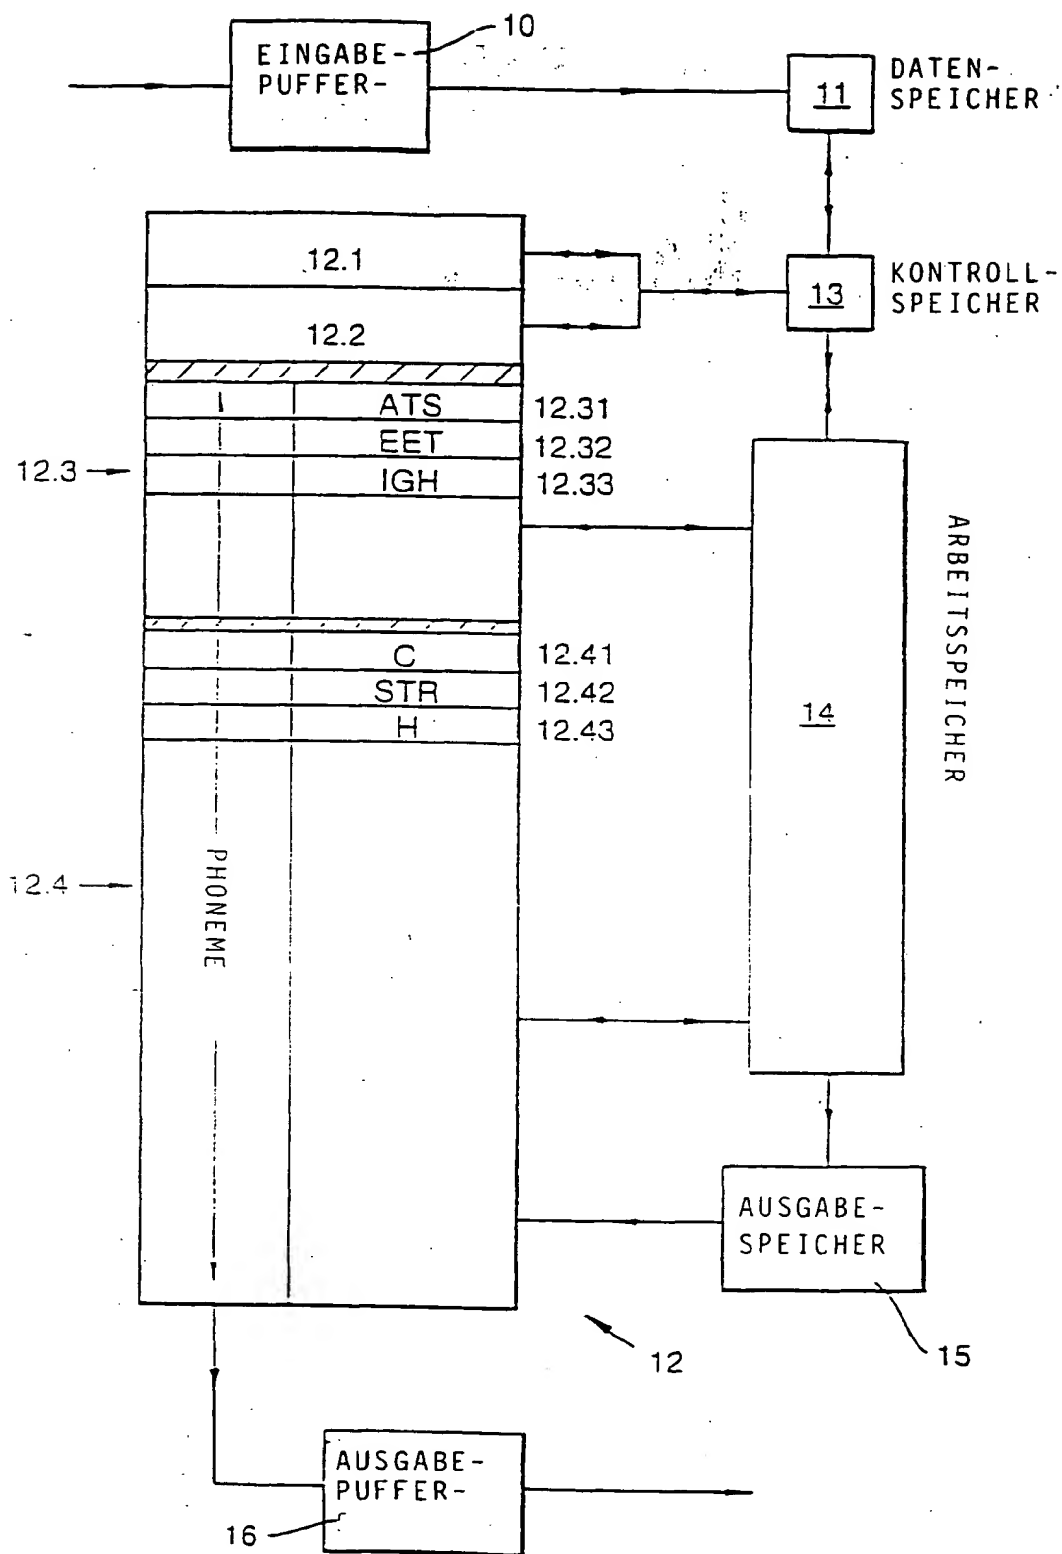 10
EINGABE-
PUFFER-
11
DATEN-
SPEICHER
12.1
12.2
13
KONTROLL-
SPEICHER
12.3
ATS 12.31
EET 12.32
IGH 12.33
C 12.41
STR 12.42
H 12.43
14
ARBEITSSPEICHER
12.4
PHONEME
AUSGABE-
SPEICHER
15
12
AUSGABE-
PUFFER-
16